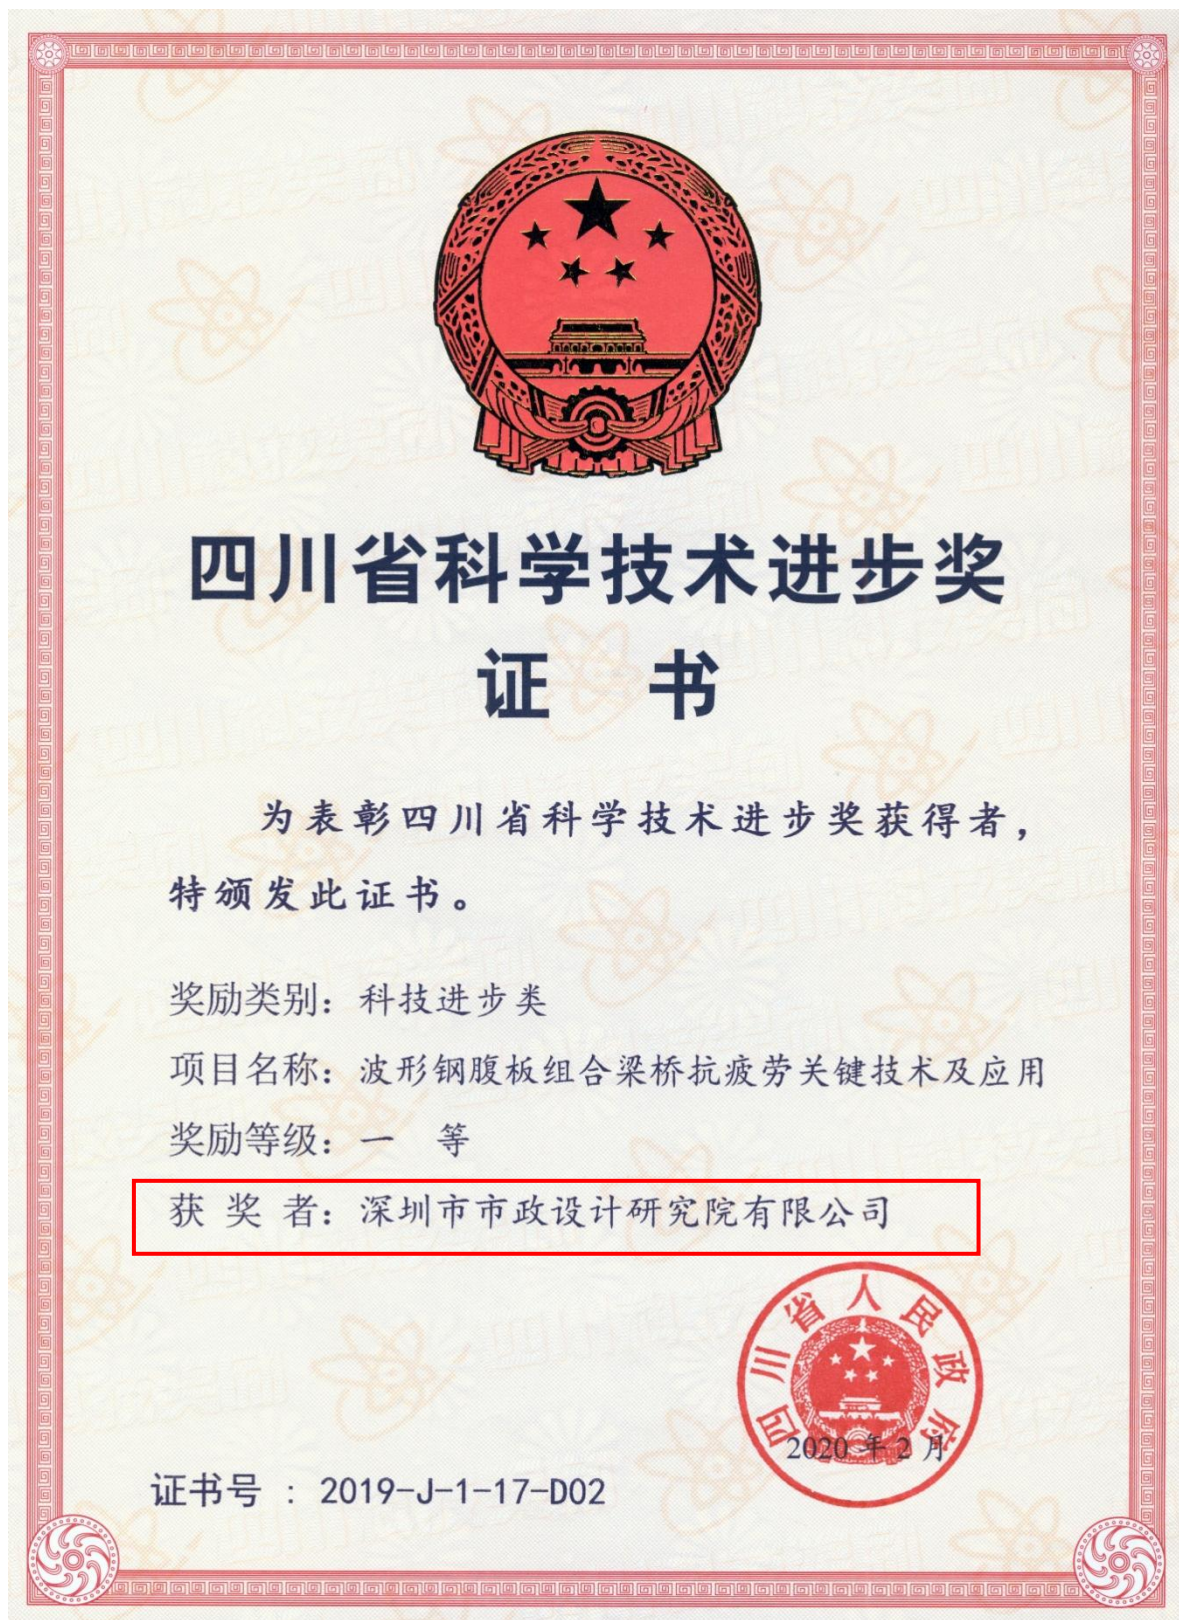 四川省科学技术进步奖
证 书
为表彰四川省科学技术进步奖获得者，
特颁发此证书。
奖励类别：科技进步类
项目名称：波形钢腹板组合梁桥抗疲劳关键技术及应用
奖励等级：一 等
获 奖 者：深圳市市政设计研究院有限公司
四川省人民政府
2020 年 2 月
证书号 : 2019-J-1-17-D02